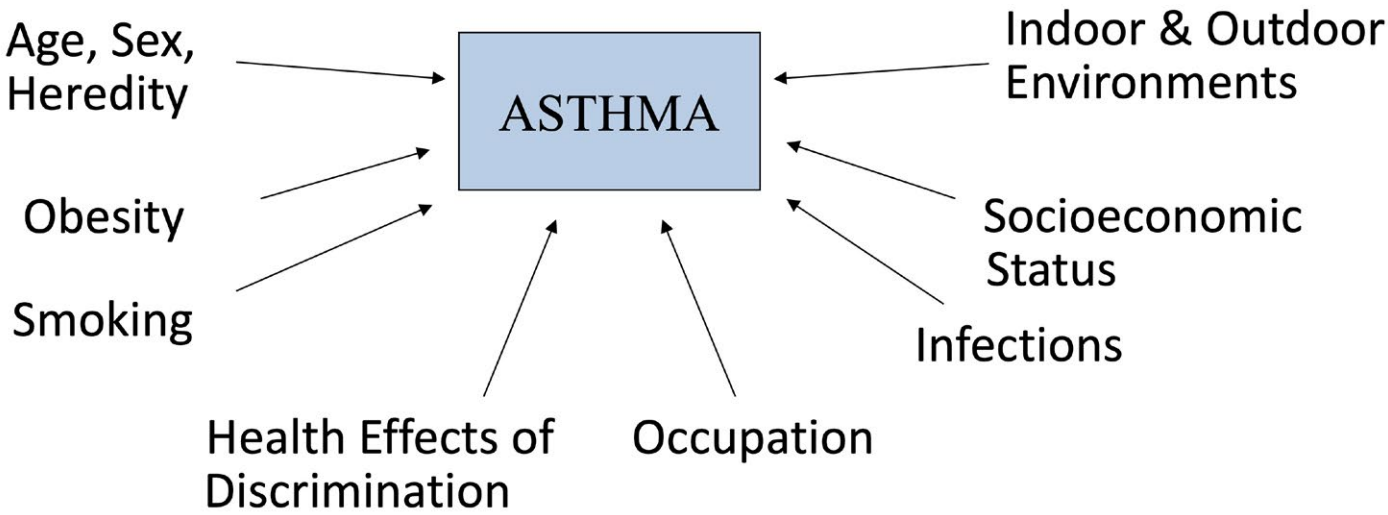 Age, Sex,
Heredity
ASTHMA
Indoor & Outdoor
Environments
Obesity
Socioeconomic
Status
Smoking
Infections
Health Effects of
Discrimination
Occupation